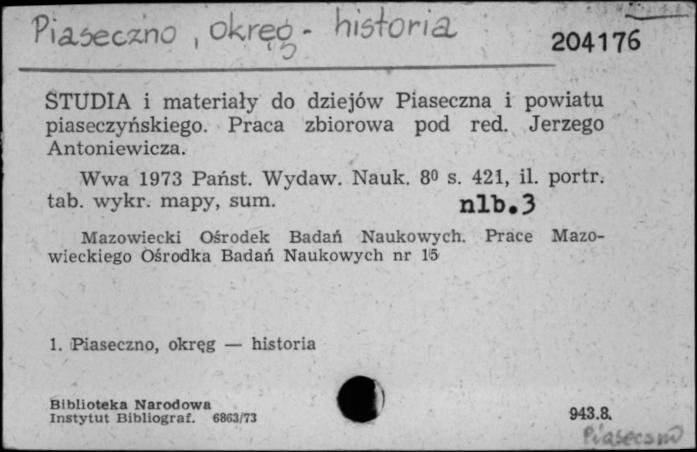 Piaseczno, okręg - historia
204176
STUDIA i materiały do dziejów Piaseczna i powiatu
piaseczyńskiego. Praca zbiorowa pod red. Jerzego
Antoniewicza.
Wwa 1973 Państ. Wydaw. Nauk. 8⁰ s. 421, il. portr.
tab. wykr. mapy, sum. nlb.3
Mazowiecki Ośrodek Badań Naukowych. Prace Mazo-
wieckiego Ośrodka Badań Naukowych nr 15
1. Piaseczno, okręg — historia
Biblioteka Narodowa
Instytut Bibliograf. 6863/73
943.8.
Piaseczno